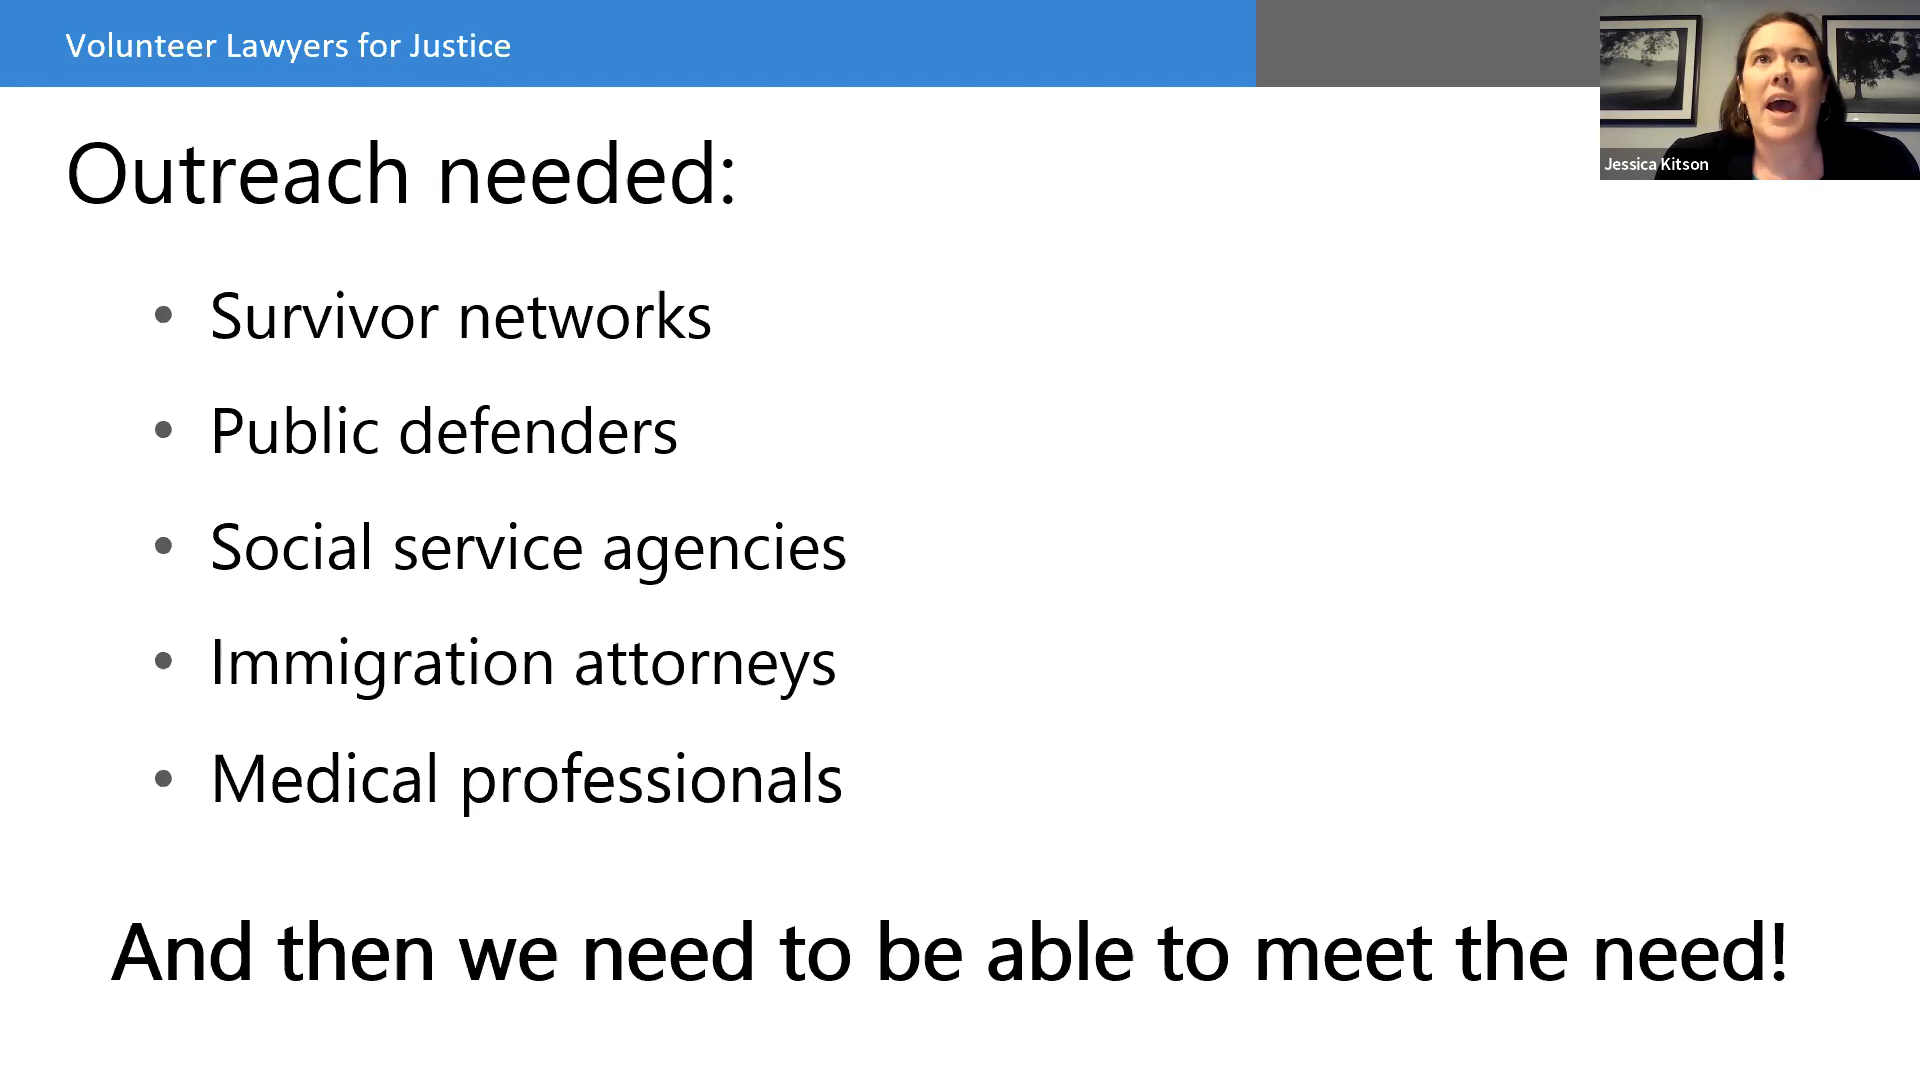 Volunteer Lawyers for Justice
Jessica Kitson
Outreach needed:
• Survivor networks
• Public defenders
• Social service agencies
• Immigration attorneys
• Medical professionals
And then we need to be able to meet the need!